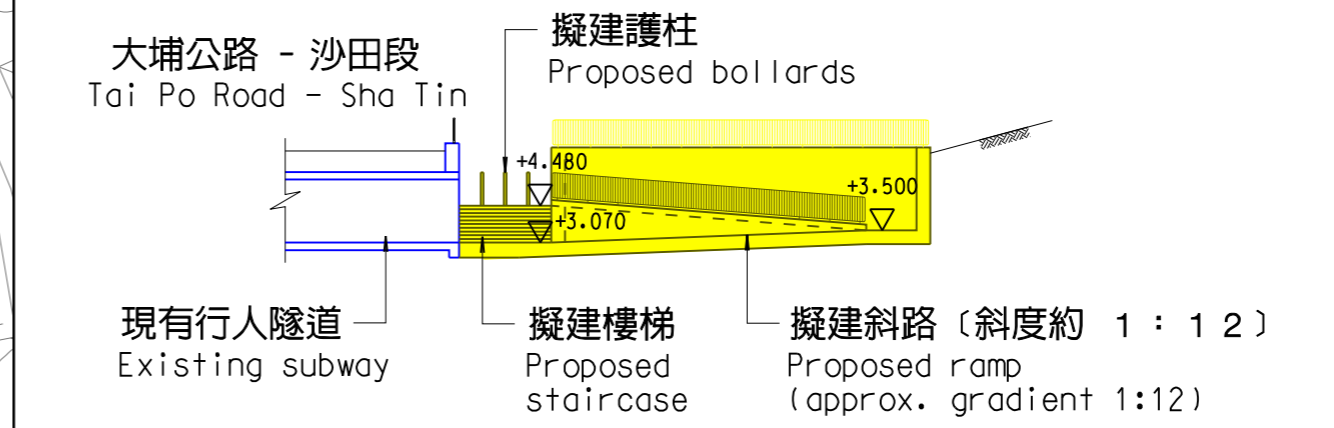 大埔公路 - 沙田段
Tai Po Road - Sha Tin
擬建護柱
Proposed bollards
+4.480
+3.500
+3.070
現有行人隧道
Existing subway
擬建樓梯
Proposed
staircase
擬建斜路〔斜度約 1:12〕
Proposed ramp
(approx. gradient 1:12)